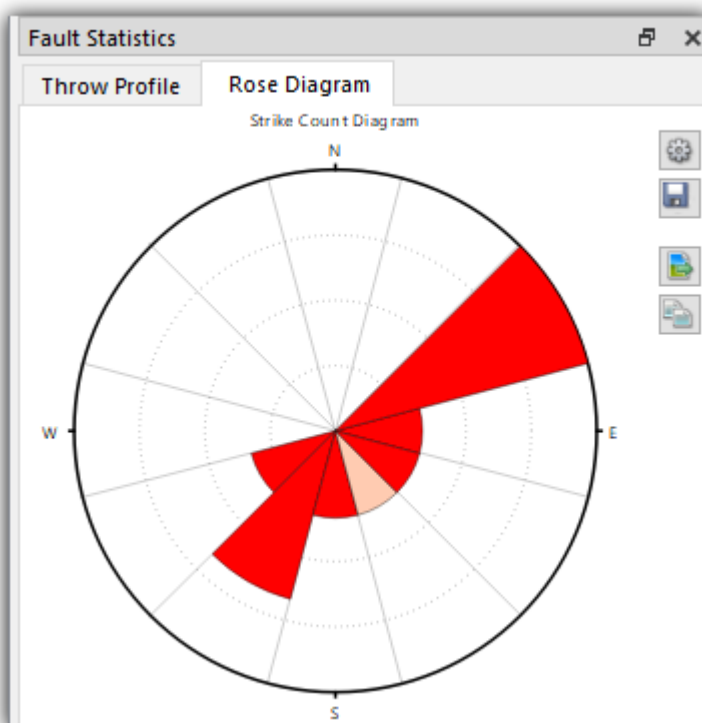 Fault Statistics
Throw Profile
Rose Diagram
Strike Count Diagram
N
W
E
S